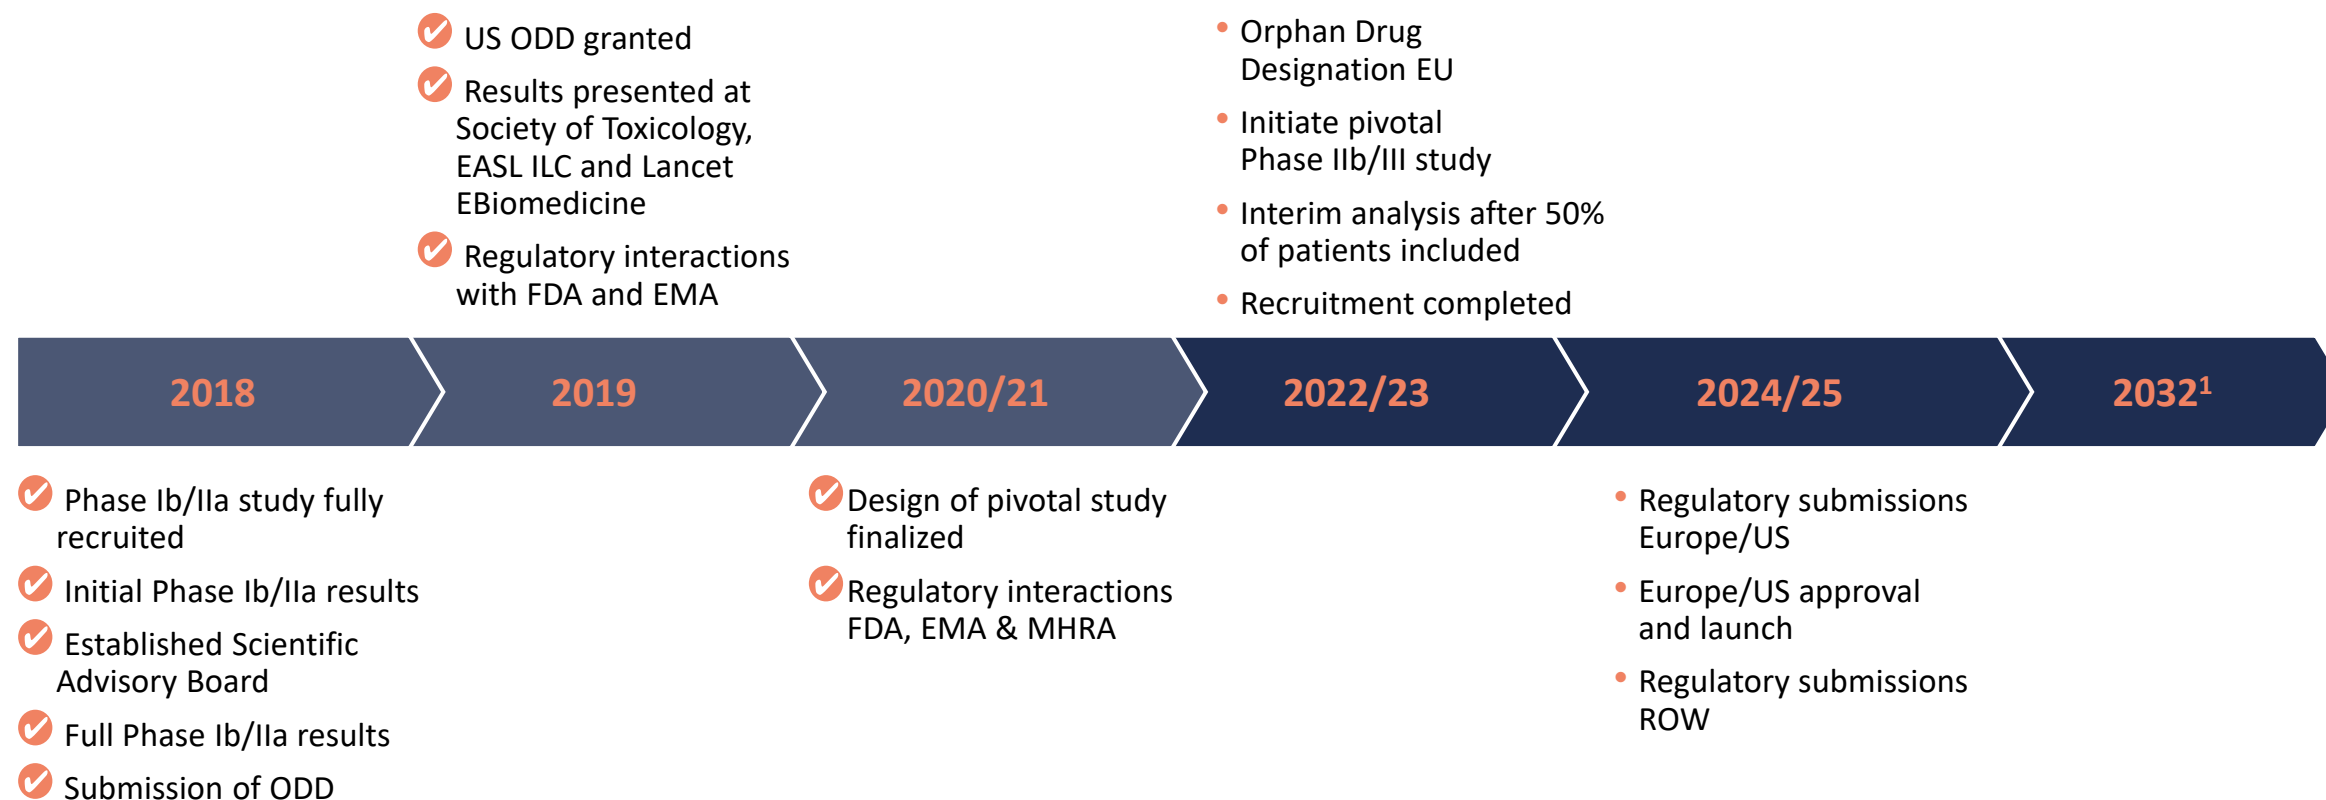 US ODD granted
Results presented at
Society of Toxicology,
EASL ILC and Lancet
EBiomedicine
Regulatory interactions
with FDA and EMA
• Orphan Drug
Designation EU
• Initiate pivotal
Phase IIb/III study
• Interim analysis after 50%
of patients included
• Recruitment completed
2018
2019
2020/21
2022/23
2024/25
2032¹
Phase Ib/IIa study fully
recruited
Initial Phase Ib/IIa results
Established Scientific
Advisory Board
Full Phase Ib/IIa results
Submission of ODD
Design of pivotal study
finalized
Regulatory interactions
FDA, EMA & MHRA
• Regulatory submissions
Europe/US
• Europe/US approval
and launch
• Regulatory submissions
ROW